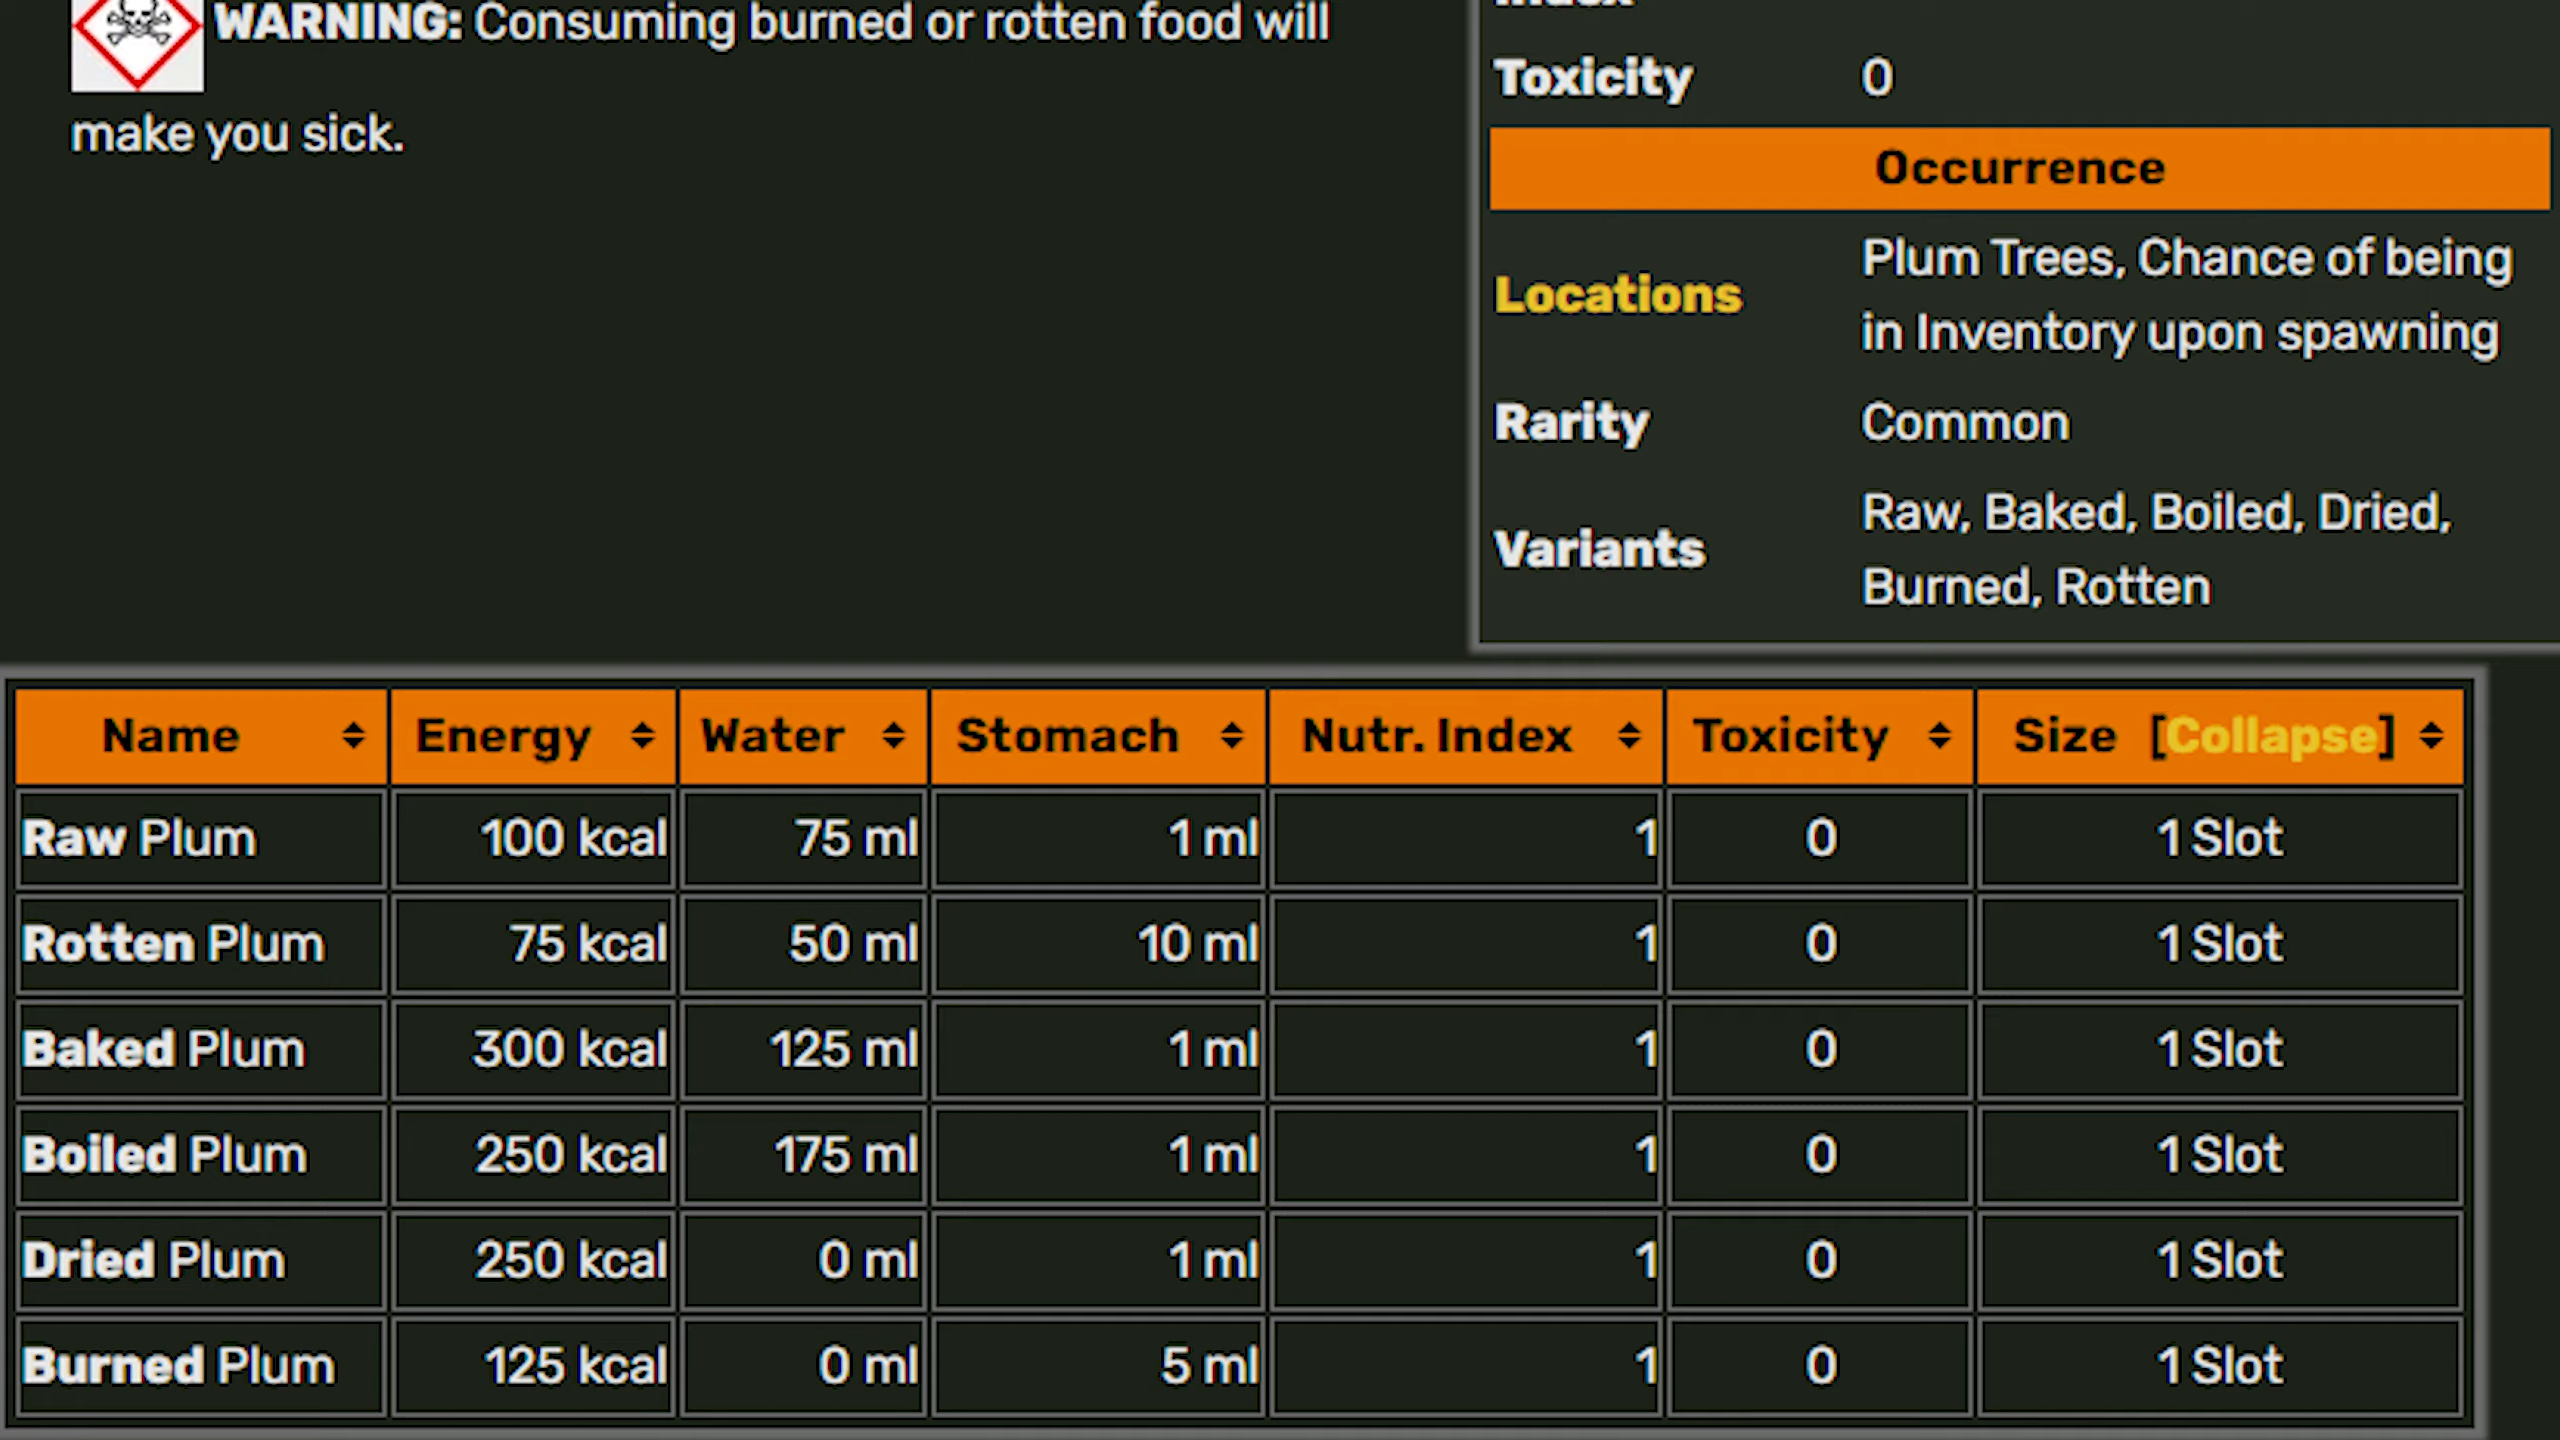 WARNING: Consuming burned or rotten food will
make you sick.
Index
Toxicity 0
Occurrence
Locations Plum Trees, Chance of being
in Inventory upon spawning
Rarity Common
Variants Raw, Baked, Boiled, Dried,
Burned, Rotten
Name Energy Water Stomach Nutr. Index Toxicity Size [Collapse]
Raw Plum 100 kcal 75 ml 1 ml 1 0 1 Slot
Rotten Plum 75 kcal 50 ml 10 ml 1 0 1 Slot
Baked Plum 300 kcal 125 ml 1 ml 1 0 1 Slot
Boiled Plum 250 kcal 175 ml 1 ml 1 0 1 Slot
Dried Plum 250 kcal 0 ml 1 ml 1 0 1 Slot
Burned Plum 125 kcal 0 ml 5 ml 1 0 1 Slot